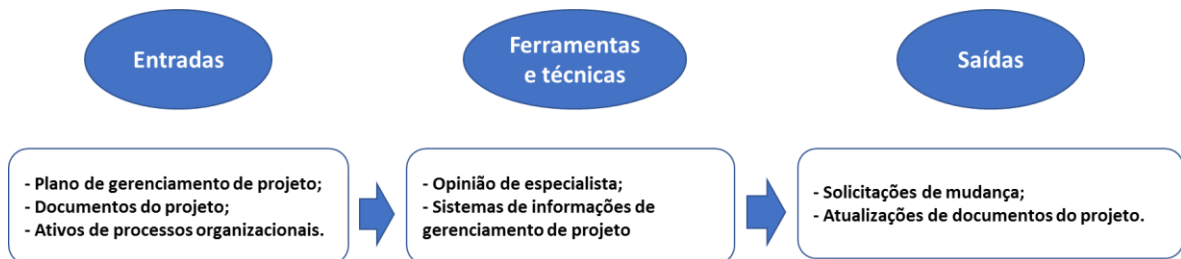 Entradas
Ferramentas
e técnicas
Saídas
- Plano de gerenciamento de projeto;
- Documentos do projeto;
- Ativos de processos organizacionais.
- Opinião de especialista;
- Sistemas de informações de
gerenciamento de projeto
- Solicitações de mudança;
- Atualizações de documentos do projeto.